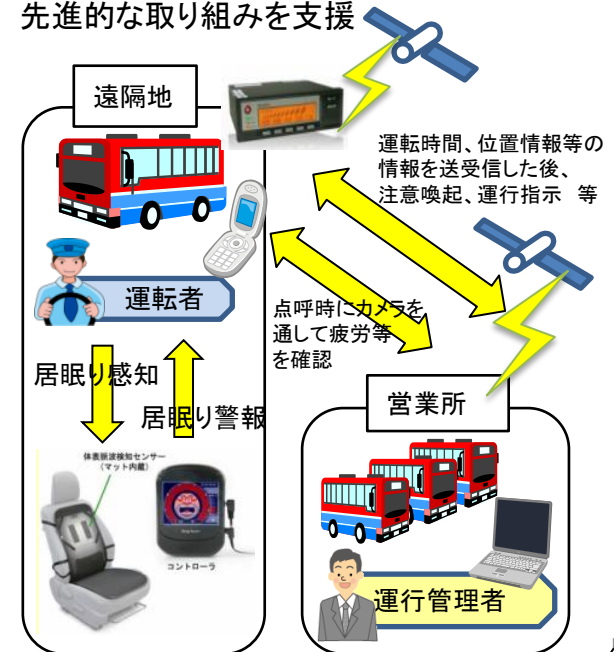 先進的な取り組みを支援
遠隔地
運転時間、位置情報等の
情報を送受信した後、
注意喚起、運行指示 等
運転者
点呼時にカメラを
通して疲労等
を確認
居眠り感知
居眠り警報
営業所
体表脈波検知センサー
(マット内蔵)
コントローラ
運行管理者